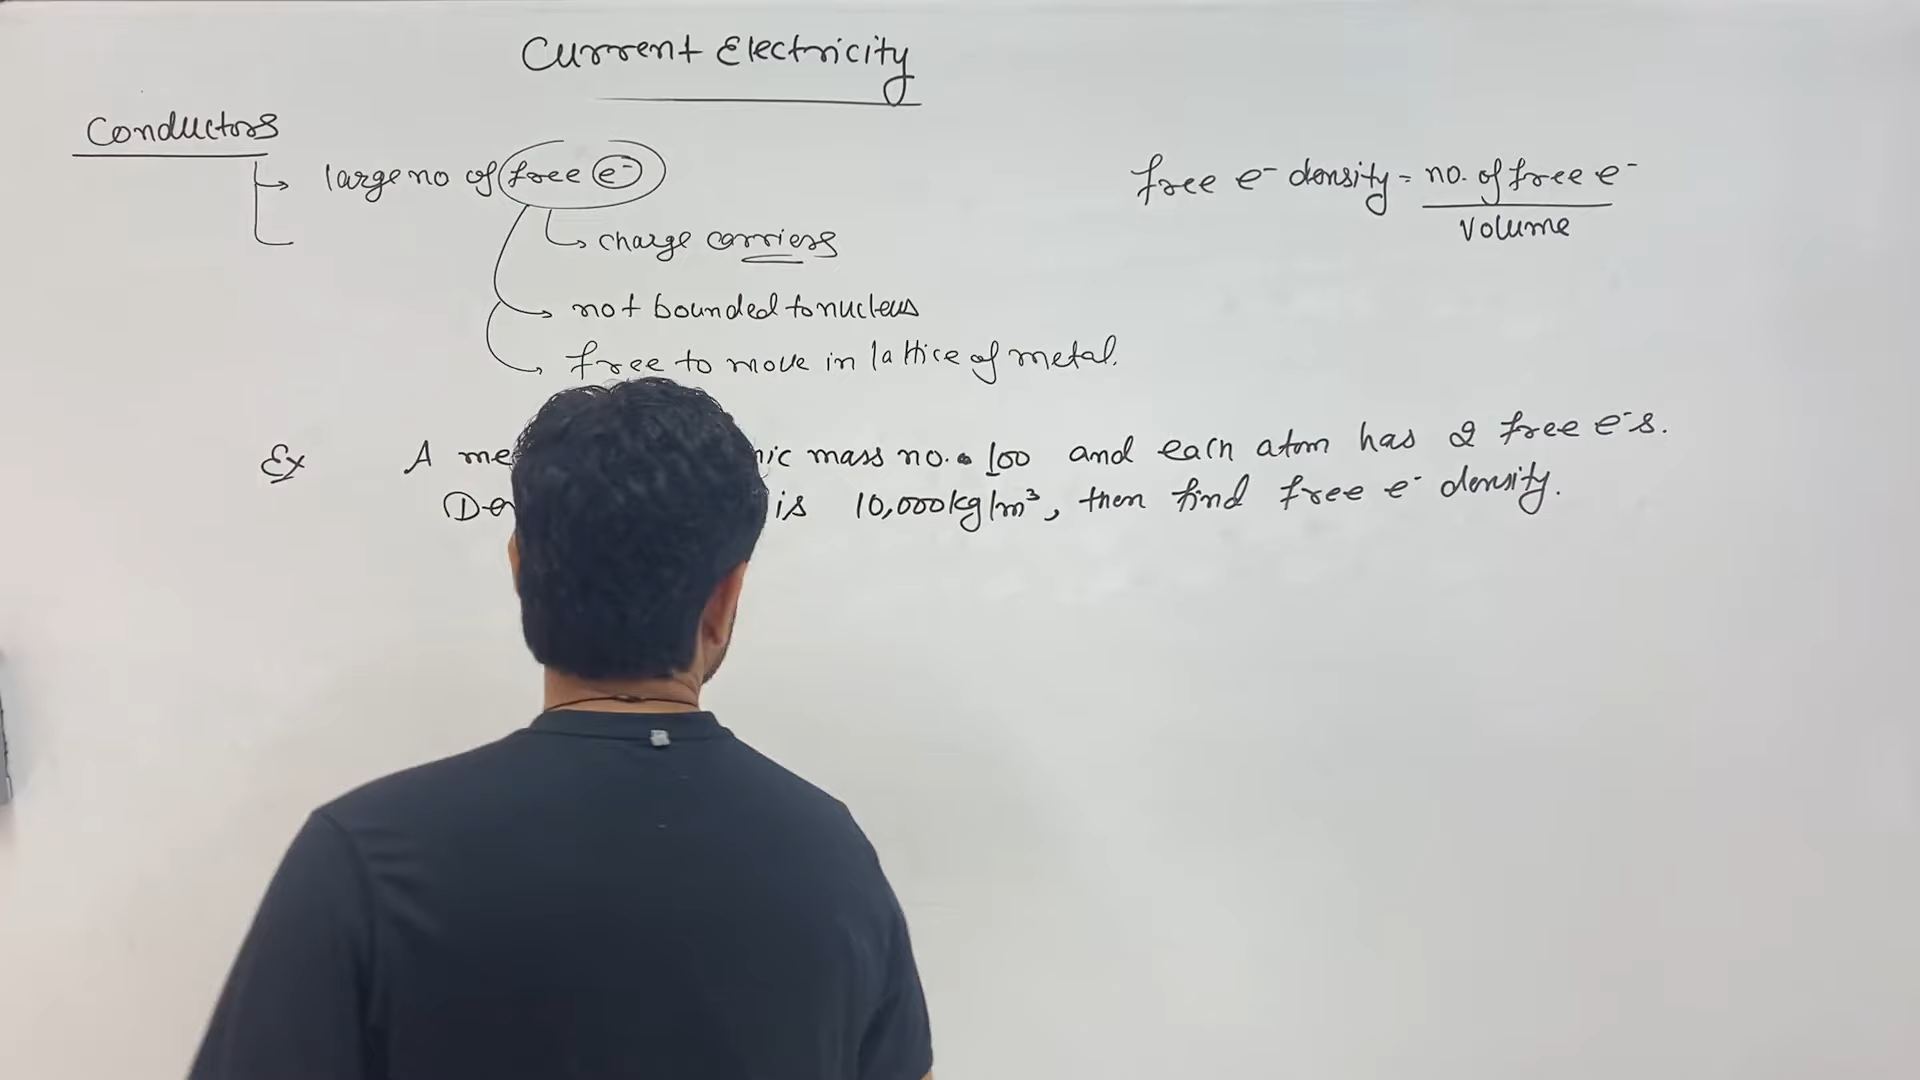 Current Electricity
Conductors
large no of free e⁻
free e⁻ density = no. of free e⁻
volume
charge carriers
not bounded to nucleus
free to move in lattice of metal.
Ex A mass no. 100 and each atom has 2 free e⁻s.
is 10,000kg/m³, then find free e⁻ density.